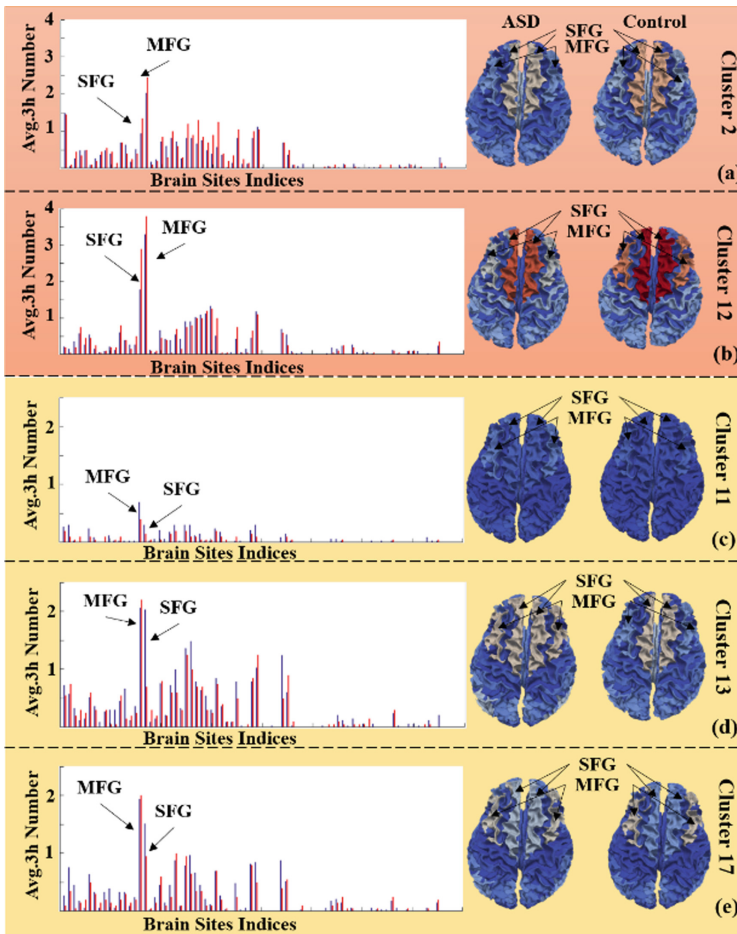 ASD
Control
SFG
MFG
4
3
2
1
Avg.3h Number
MFG
SFG
Brain Sites Indices
Cluster 2
(a)
4
3
2
1
Avg.3h Number
SFG
MFG
Brain Sites Indices
SFG
MFG
Cluster 12
(b)
2
1
Avg.3h Number
MFG
SFG
Brain Sites Indices
SFG
MFG
Cluster 11
(c)
2
1
Avg.3h Number
MFG
SFG
Brain Sites Indices
SFG
MFG
Cluster 13
(d)
2
1
Avg.3h Number
MFG
SFG
Brain Sites Indices
SFG
MFG
Cluster 17
(e)